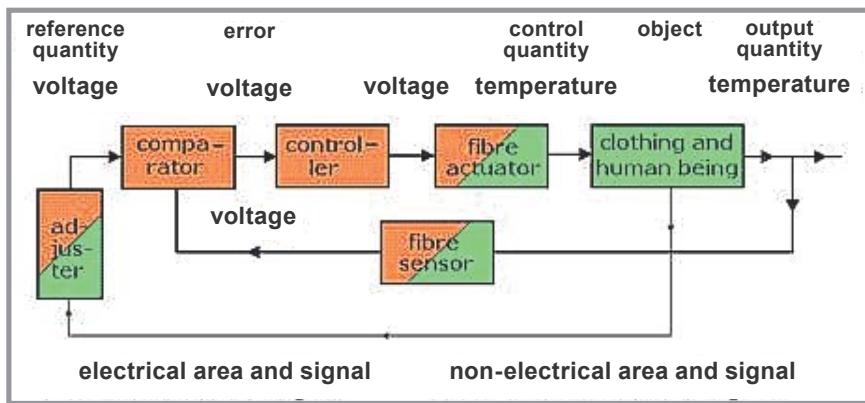 reference error control object output
quantity quantity quantity
voltage voltage voltage temperature temperature
compa-
rator
control-
ler
fibre
actuator
clothing and
human being
voltage
ad-
jus-
ter
fibre
sensor
electrical area and signal non-electrical area and signal